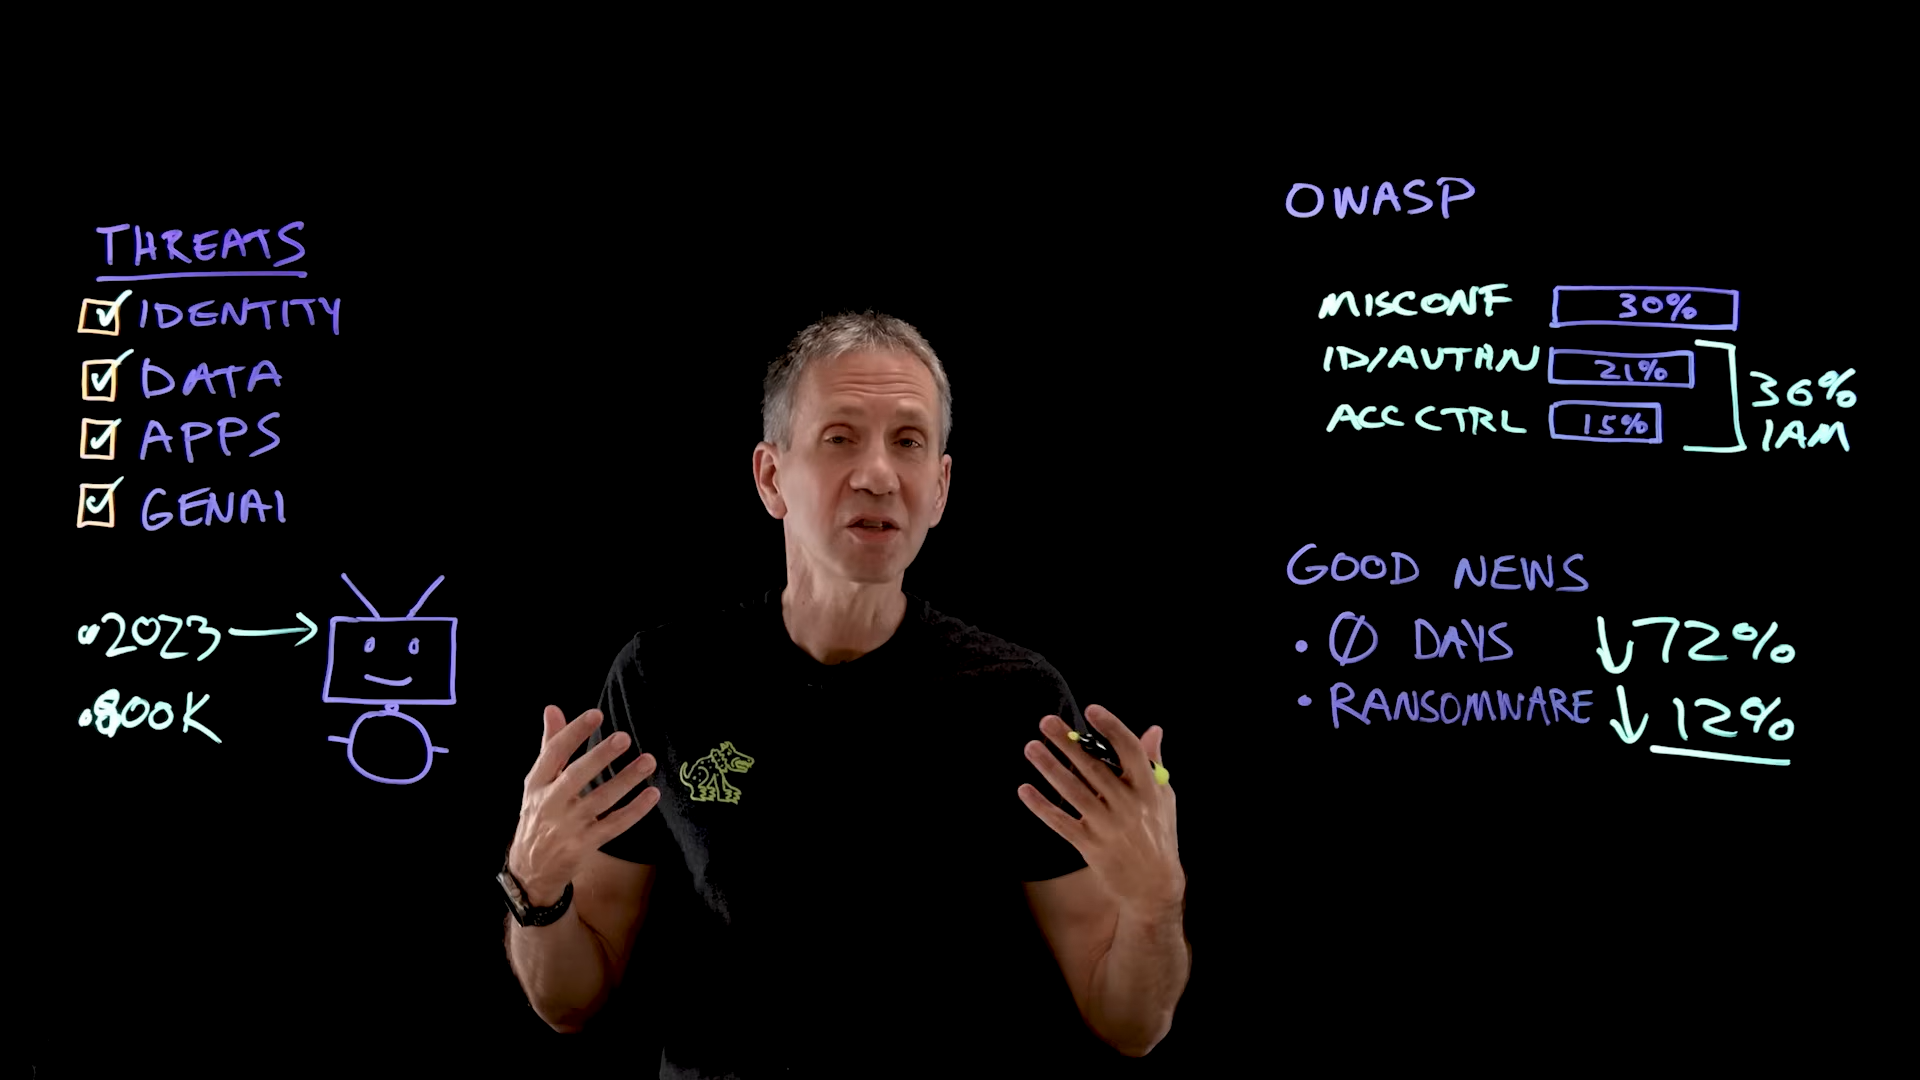 THREATS
IDENTITY
DATA
APPS
GENAI
2023
800K
OWASP
MISCONF 30%
ID/AUTHN 21%
ACC CTRL 15%
36%
IAM
GOOD NEWS
• Ø DAYS ↓72%
• RANSOMWARE ↓12%